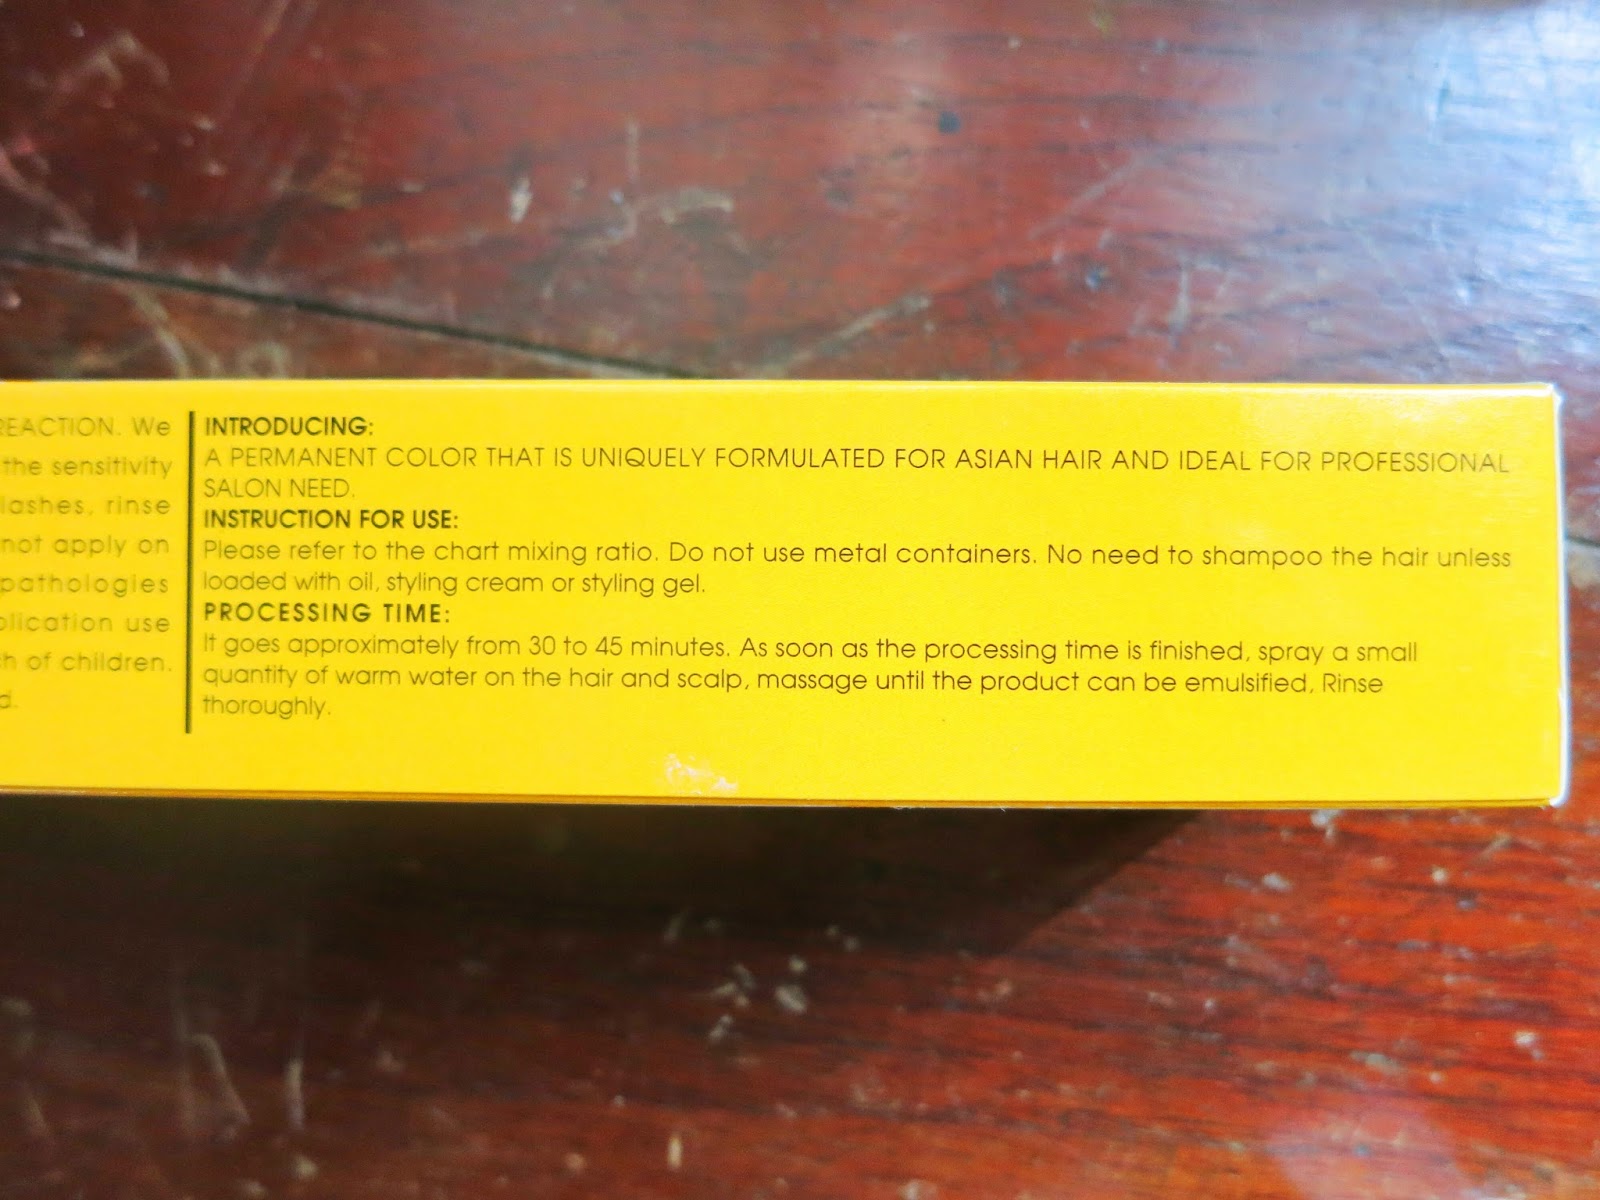 REACTION. We
the sensitivity
lashes, rinse
not apply on
pathologies
plication use
h of children.
d.
INTRODUCING:
A PERMANENT COLOR THAT IS UNIQUELY FORMULATED FOR ASIAN HAIR AND IDEAL FOR PROFESSIONAL
SALON NEED.
INSTRUCTION FOR USE:
Please refer to the chart mixing ratio. Do not use metal containers. No need to shampoo the hair unless
loaded with oil, styling cream or styling gel.
PROCESSING TIME:
It goes approximately from 30 to 45 minutes. As soon as the processing time is finished, spray a small
quantity of warm water on the hair and scalp, massage until the product can be emulsified, Rinse
thoroughly.